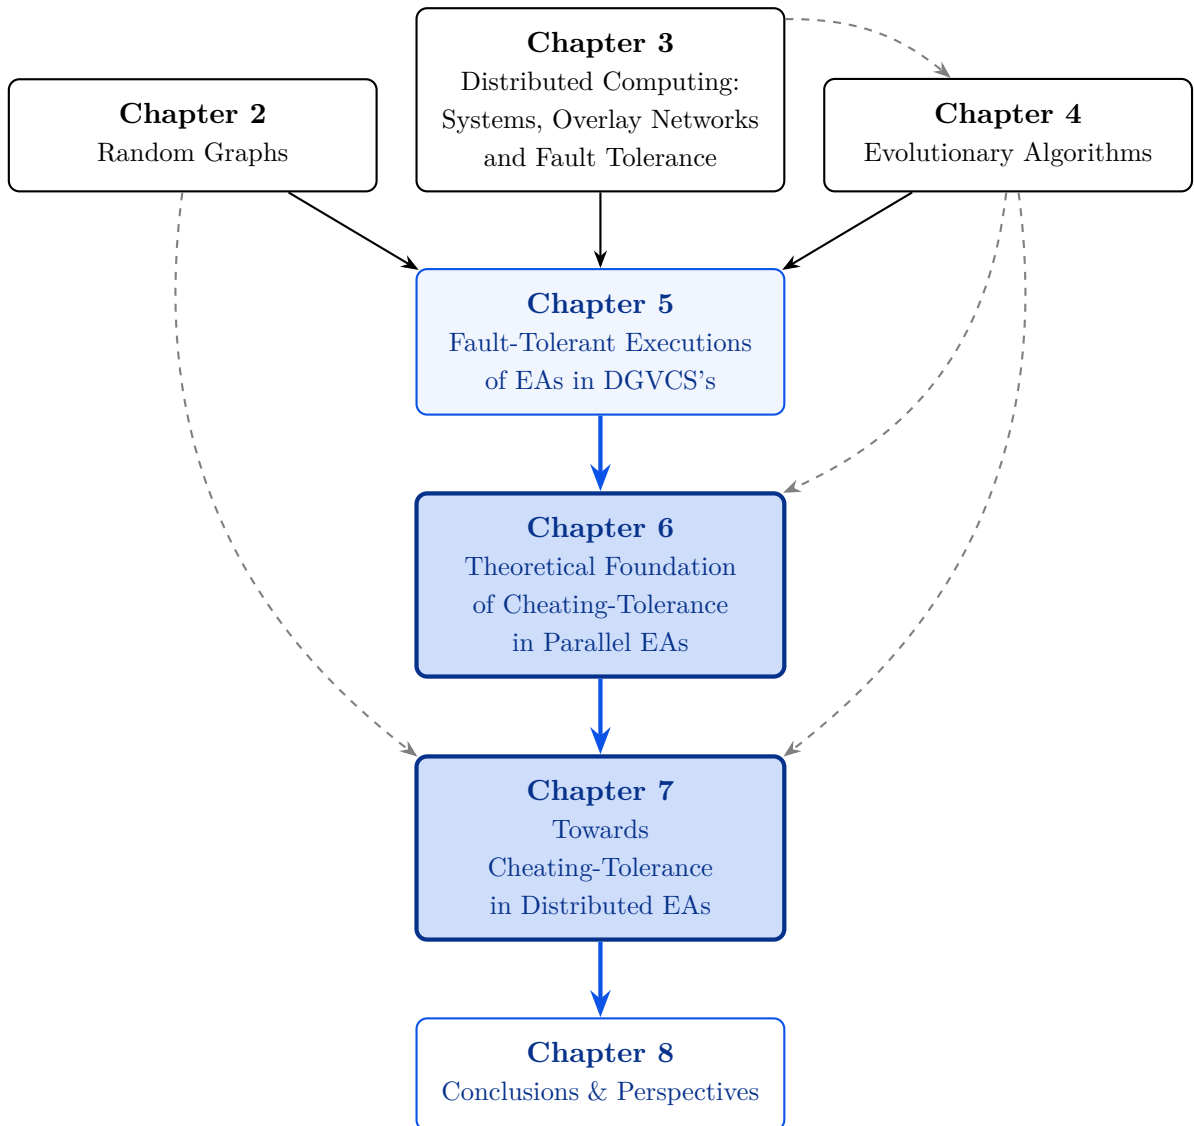 Chapter 3
Distributed Computing:
Systems, Overlay Networks
and Fault Tolerance
Chapter 2
Random Graphs
Chapter 4
Evolutionary Algorithms
Chapter 5
Fault-Tolerant Executions
of EAs in DGVCS's
Chapter 6
Theoretical Foundation
of Cheating-Tolerance
in Parallel EAs
Chapter 7
Towards
Cheating-Tolerance
in Distributed EAs
Chapter 8
Conclusions & Perspectives